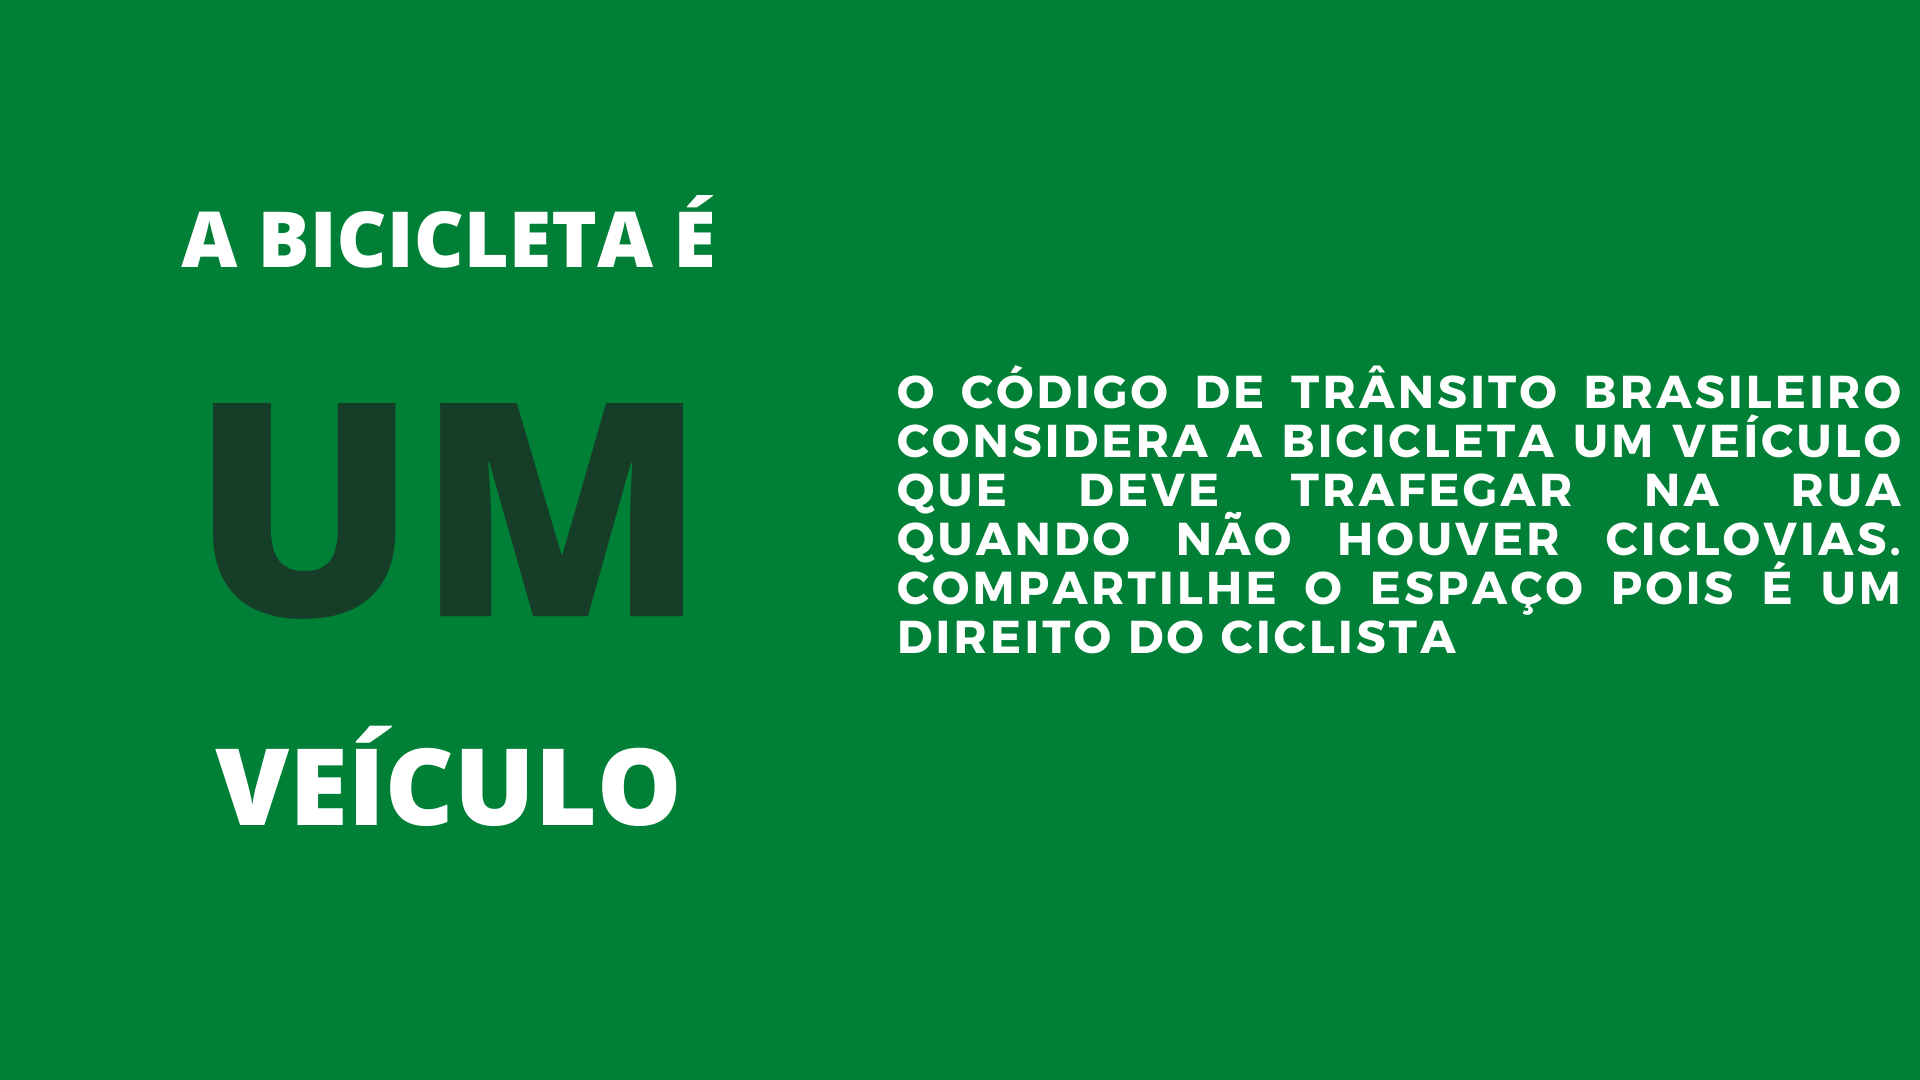 A BICICLETA É
UM
VEÍCULO
O CÓDIGO DE TRÂNSITO BRASILEIRO
CONSIDERA A BICICLETA UM VEÍCULO
QUE DEVE TRAFEGAR NA RUA
QUANDO NÃO HOUVER CICLOVIAS.
COMPARTILHE O ESPAÇO POIS É UM
DIREITO DO CICLISTA